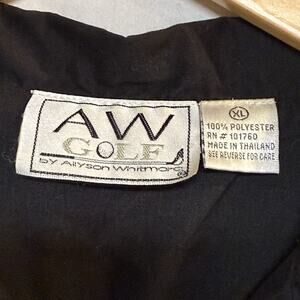 AW
GOLF
by Allyson Whitmore
XL
100% POLYESTER
RN # 101760
MADE IN THAILAND
SEE REVERSE FOR CARE